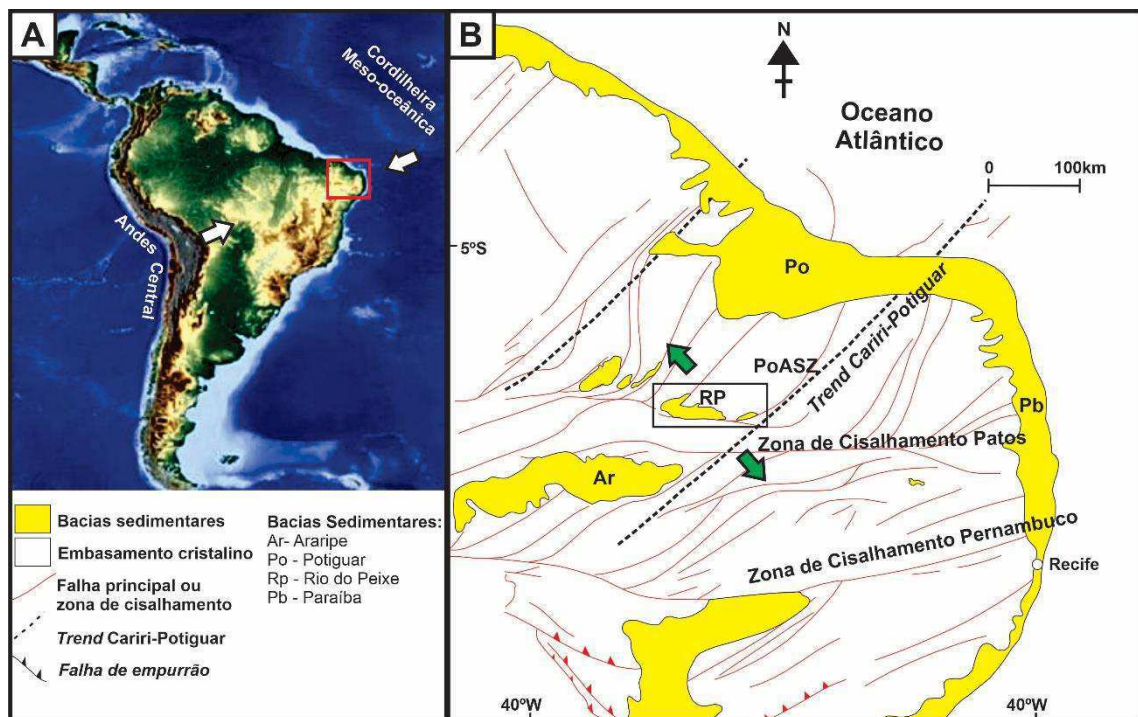 A
Cordilheira
Meso-oceânica
Andes
Central
Bacias sedimentares
Embasamento cristalino
Falha principal ou
zona de cisalhamento
Trend Cariri-Potiguar
Falha de empurrão
Bacias Sedimentares:
Ar- Araripe
Po - Potiguar
Rp - Rio do Peixe
Pb - Paraíba
B
N
Oceano
Atlântico
0 100km
5ºS
Po
Trend Cariri-Potiguar
PoASZ
RP
Pb
Zona de Cisalhamento Patos
Ar
Zona de Cisalhamento Pernambuco
Recife
40ºW
40ºW